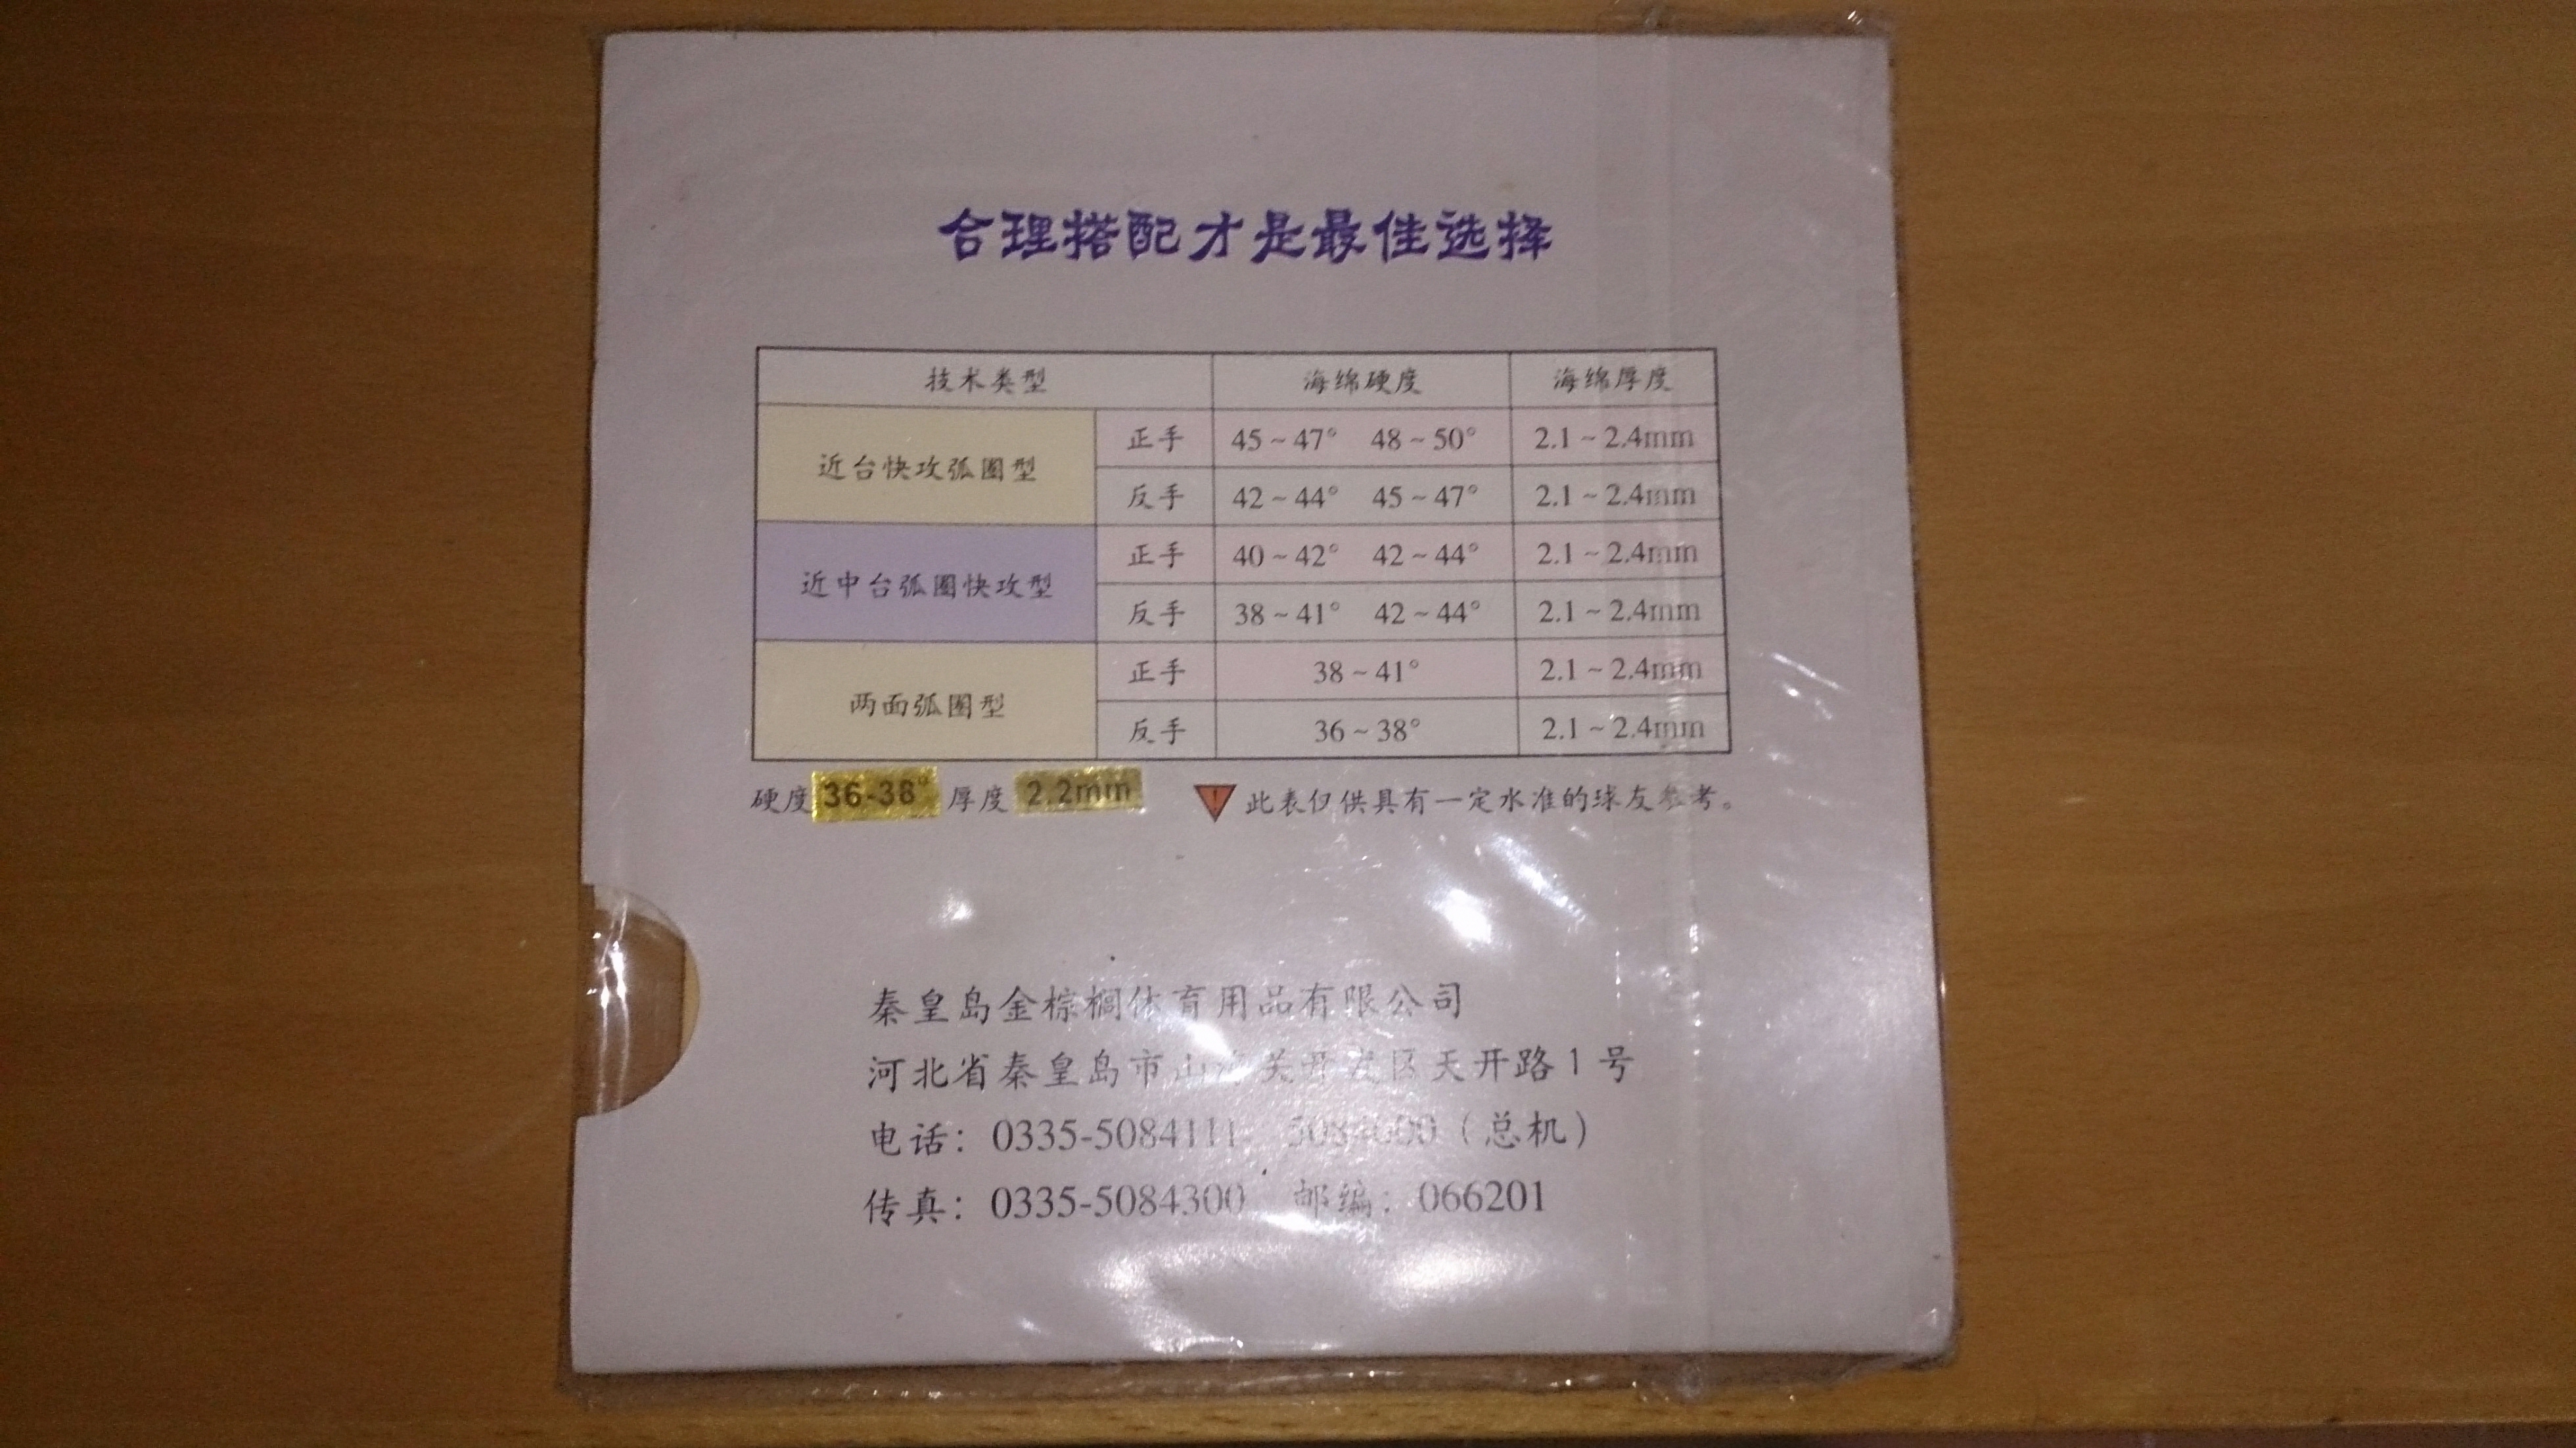 合理搭配才是最佳选择
技术类型 海绵硬度 海绵厚度
近台快攻弧圈型 正手 45~47° 48~50° 2.1~2.4mm
反手 42~44° 45~47° 2.1~2.4mm
近中台弧圈快攻型 正手 40~42° 42~44° 2.1~2.4mm
反手 38~41° 42~44° 2.1~2.4mm
两面弧圈型 正手 38~41° 2.1~2.4mm
反手 36~38° 2.1~2.4mm
硬度 36-38° 厚度 2.2mm ! 此表仅供具有一定水准的球友参考。
秦皇岛金棕榈体育用品有限公司
河北省秦皇岛市山海关开发区天开路1号
电话：0335-5084111 （总机）
传真：0335-5084300 邮编：066201